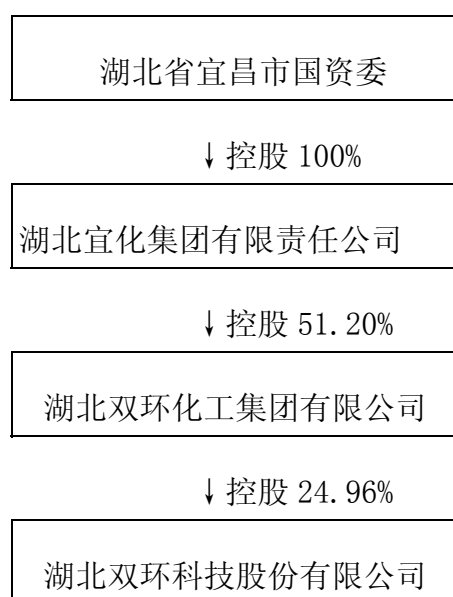 湖北省宜昌市国资委
↓控股 100%
湖北宜化集团有限责任公司
↓控股 51.20%
湖北双环化工集团有限公司
↓控股 24.96%
湖北双环科技股份有限公司